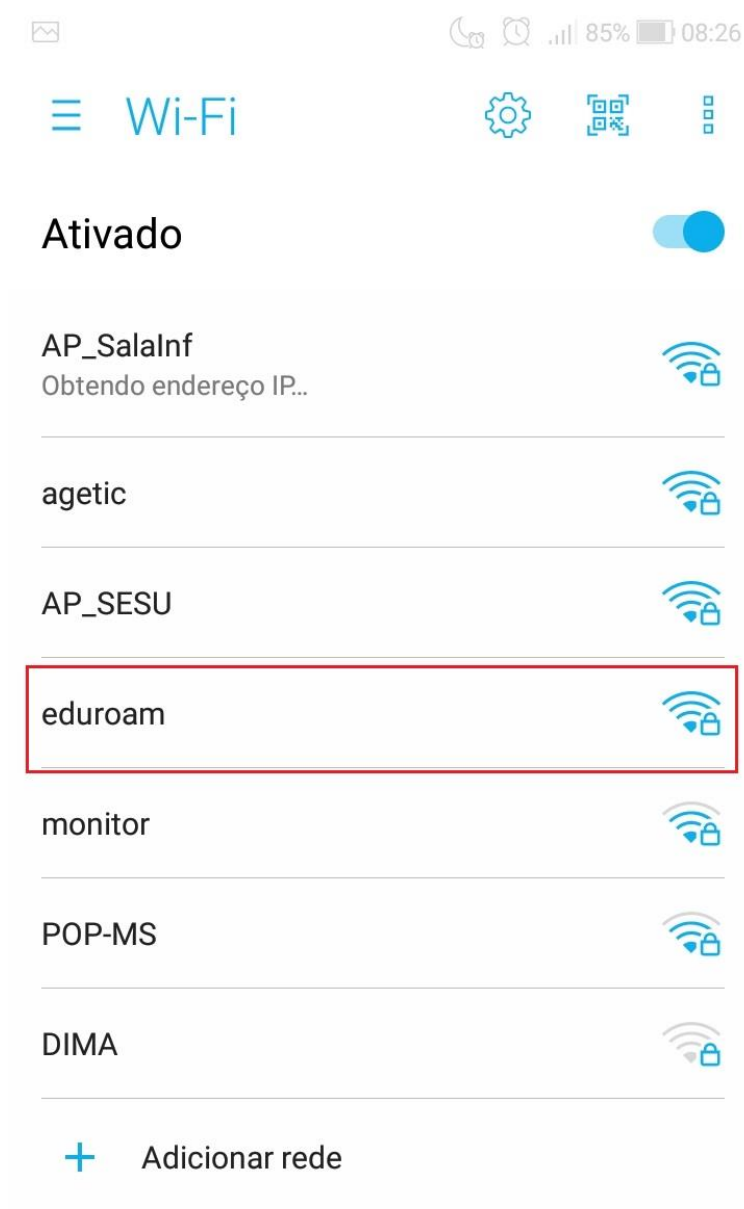 85% 08:26
Wi-Fi
Ativado
AP_SalaInf
Obtendo endereço IP...
agetic
AP_SESU
eduroam
monitor
POP-MS
DIMA
+ Adicionar rede